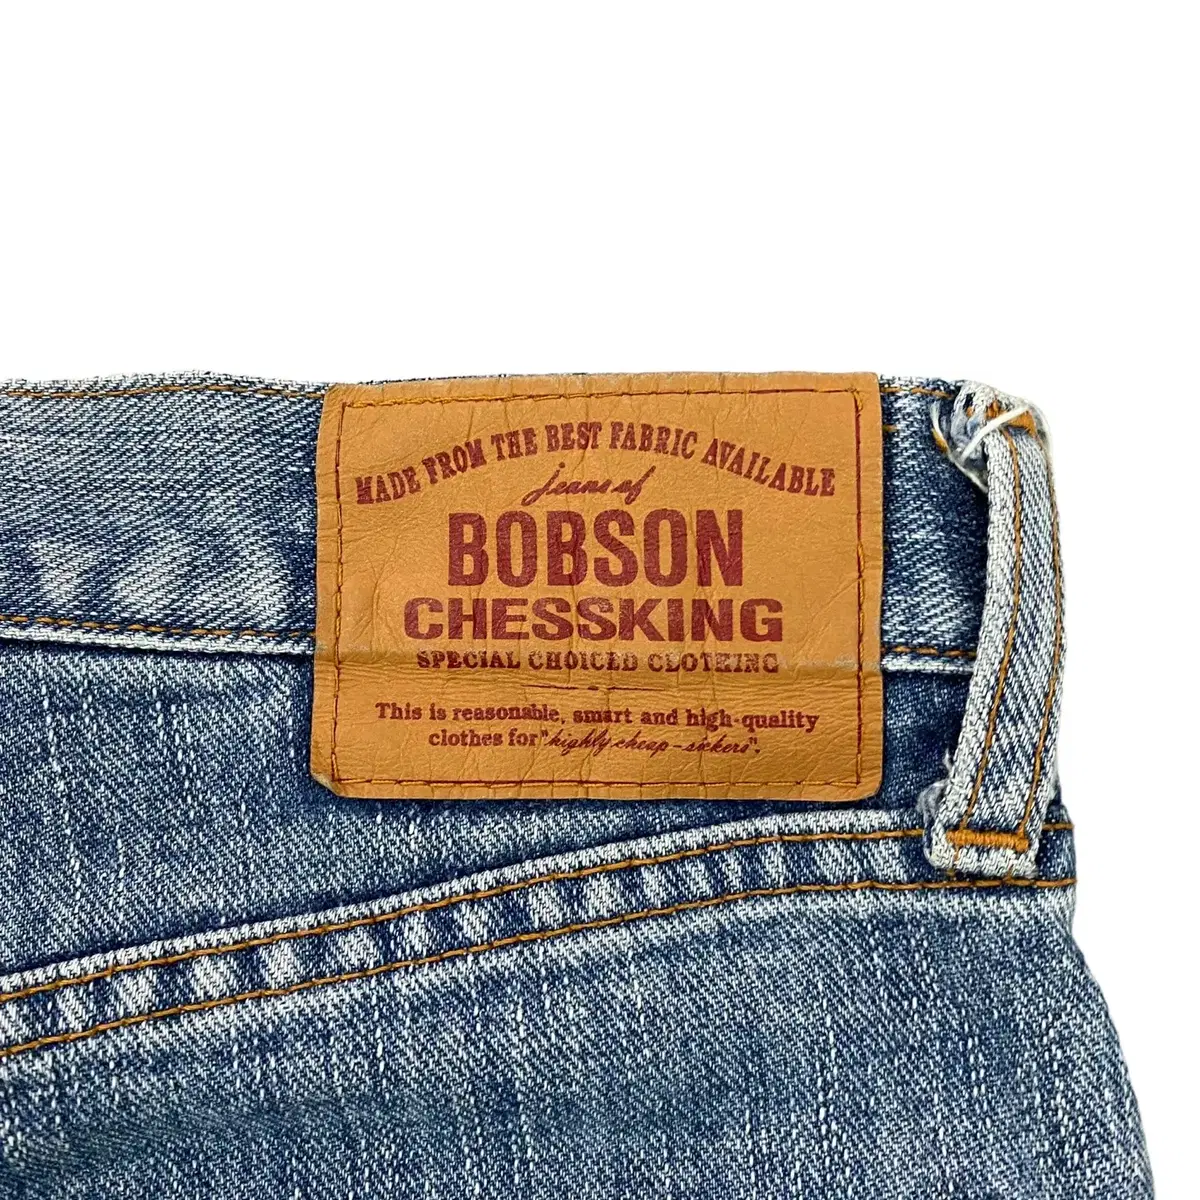 MADE FROM THE BEST FABRIC AVAILABLE
jeans of
BOBSON
CHESSKING
SPECIAL CHOICED CLOTHING
This is reasonable, smart and high-quality
clothes for "highly cheap-sickers".